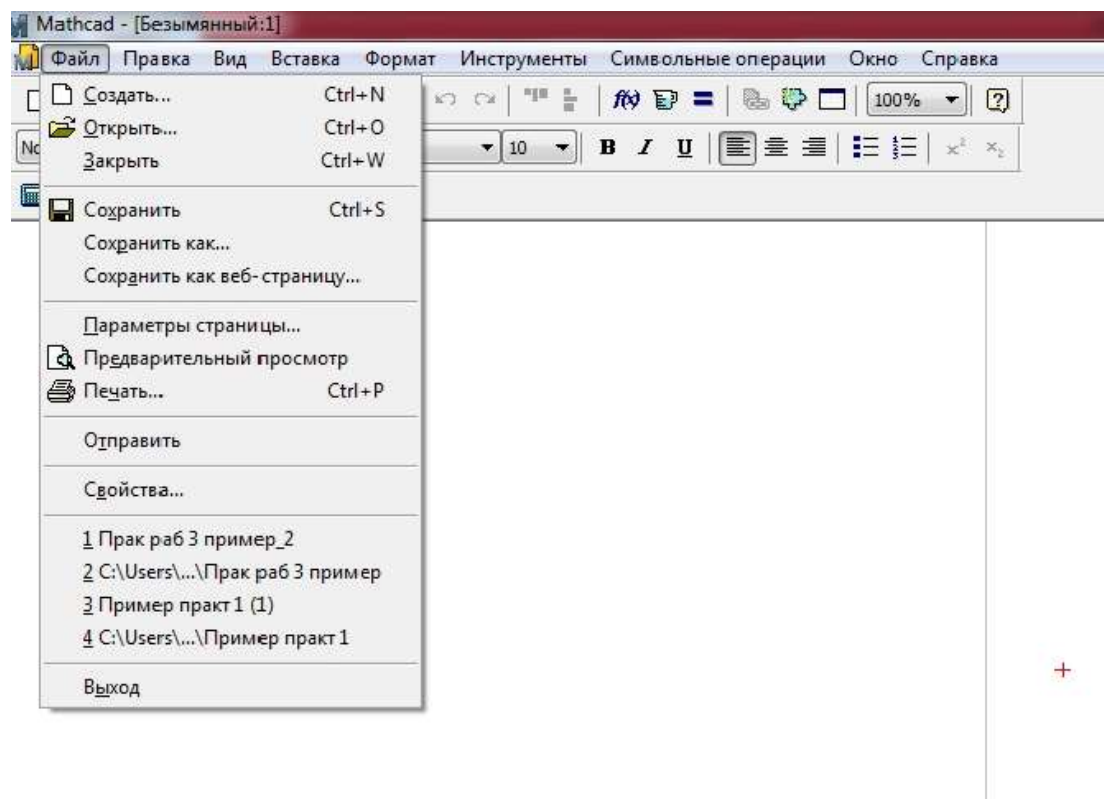 Mathcad - [Безымянный:1]
Файл Правка Вид Вставка Формат Инструменты Символьные операции Окно Справка
f(x) 100%
10 B I U x² x₂
Создать... Ctrl+N
Открыть... Ctrl+O
Закрыть Ctrl+W
Сохранить Ctrl+S
Сохранить как...
Сохранить как веб-страницу...
Параметры страницы...
Предварительный просмотр
Печать... Ctrl+P
Отправить
Свойства...
1 Прак раб 3 пример_2
2 C:\Users\...\Прак раб 3 пример
3 Пример практ 1 (1)
4 C:\Users\...\Пример практ 1
Выход